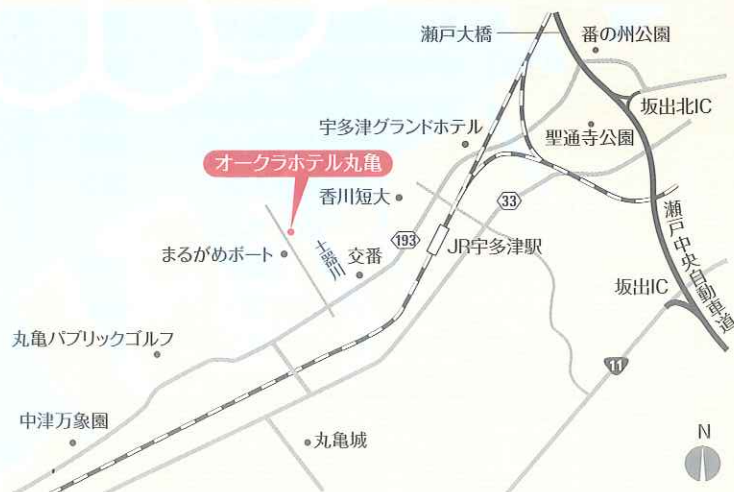 瀬戸大橋
番の州公園
坂出北IC
宇多津グランドホテル
聖通寺公園
オークラホテル丸亀
香川短大
33
193
JR宇多津駅
まるがめボート
土器川
交番
瀬戸中央自動車道
坂出IC
丸亀パブリックゴルフ
11
中津万象園
丸亀城
N